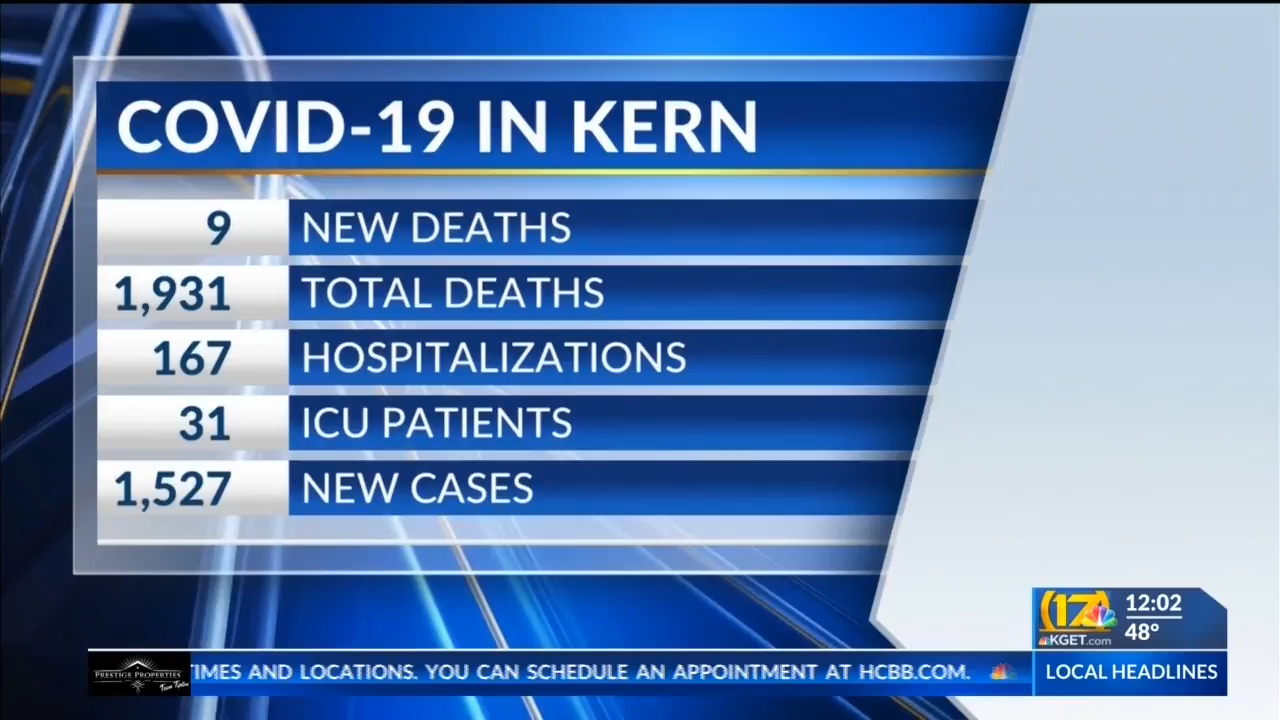 COVID-19 IN KERN
9 NEW DEATHS
1,931 TOTAL DEATHS
167 HOSPITALIZATIONS
31 ICU PATIENTS
1,527 NEW CASES
17
12:02
KGET.com
48°
PRESTIGE PROPERTIES
TIMES AND LOCATIONS. YOU CAN SCHEDULE AN APPOINTMENT AT HCBB.COM.
LOCAL HEADLINES